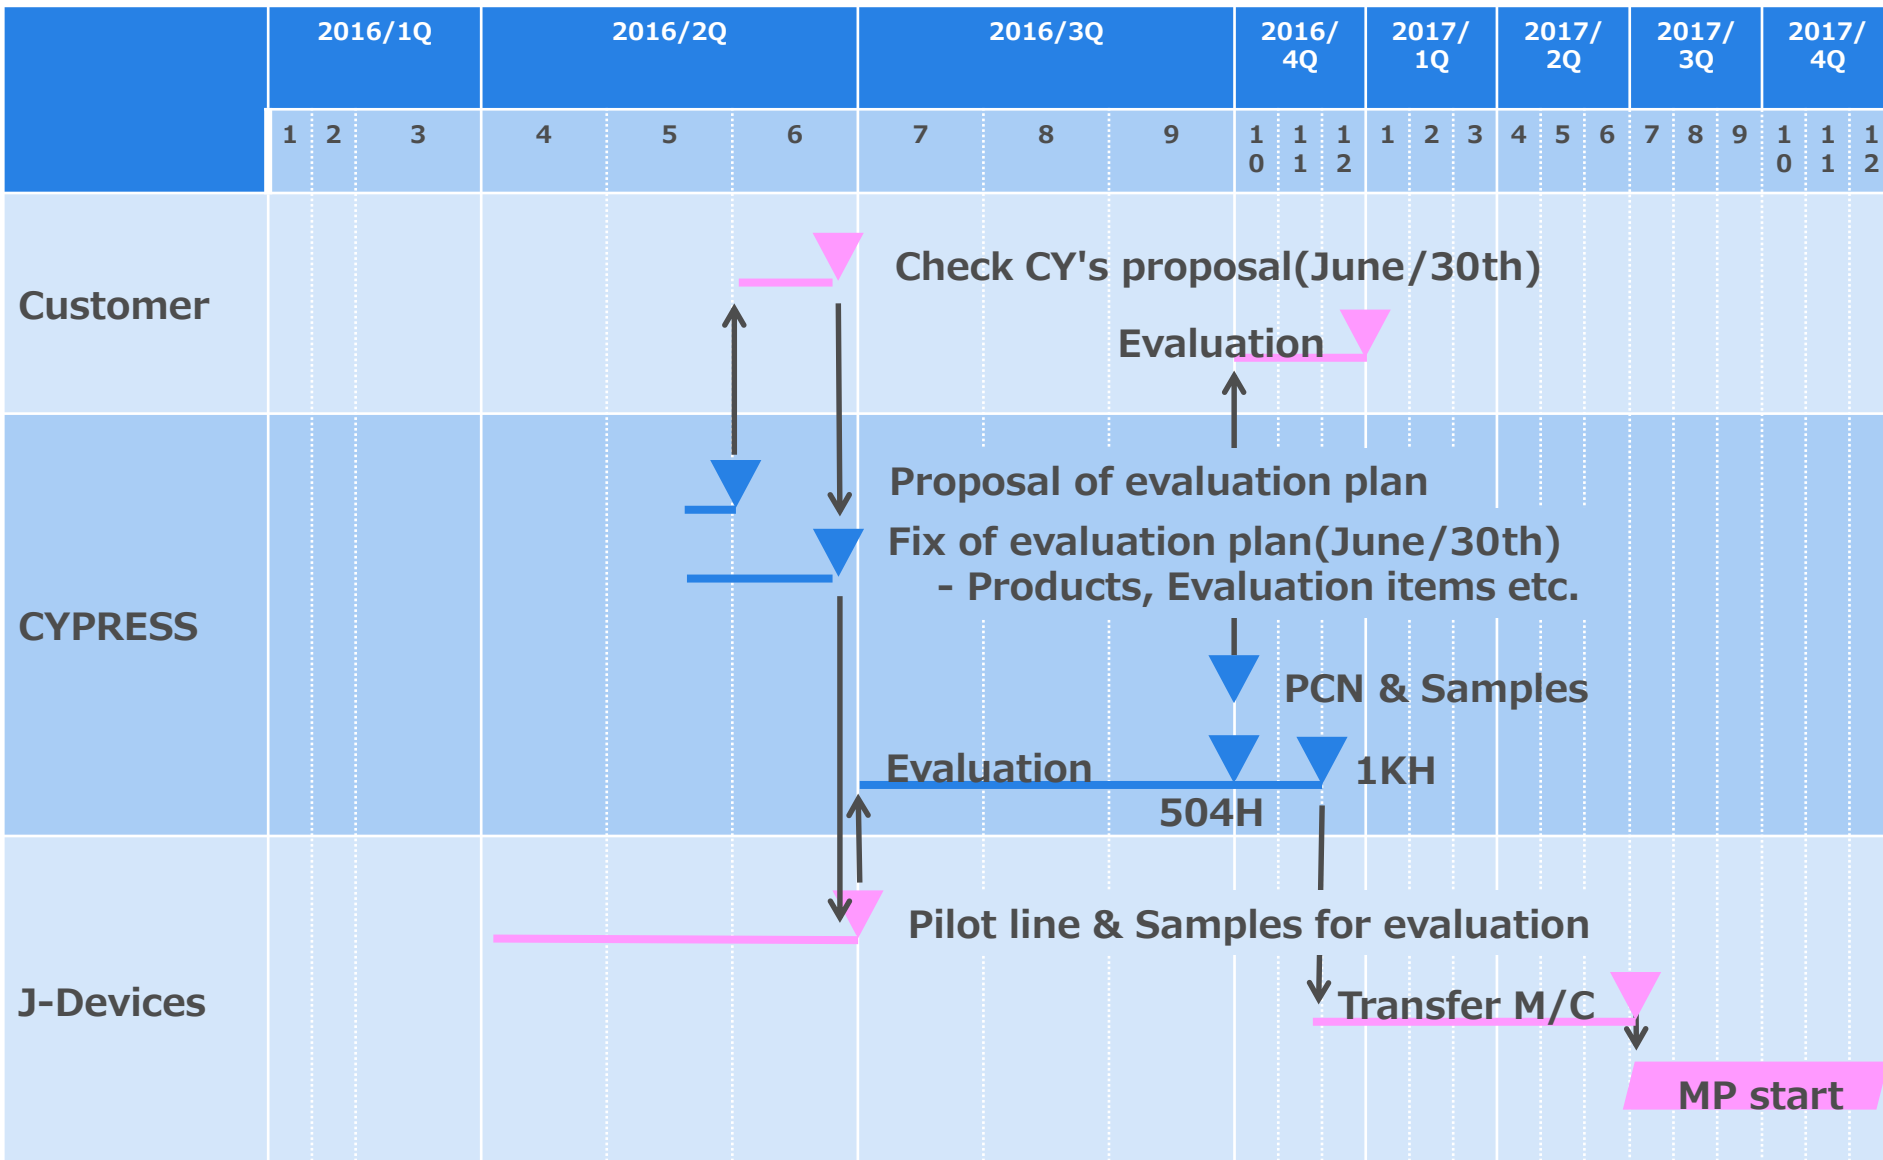 2016/1Q
2016/2Q
2016/3Q
2016/
4Q
2017/
1Q
2017/
2Q
2017/
3Q
2017/
4Q
1
2
3
4
5
6
7
8
9
1
0
1
1
1
2
1
2
3
4
5
6
7
8
9
1
0
1
1
1
2
Customer
Check CY's proposal(June/30th)
Evaluation
CYPRESS
Proposal of evaluation plan
Fix of evaluation plan(June/30th)
- Products, Evaluation items etc.
PCN & Samples
Evaluation
1KH
504H
J-Devices
Pilot line & Samples for evaluation
Transfer M/C
MP start